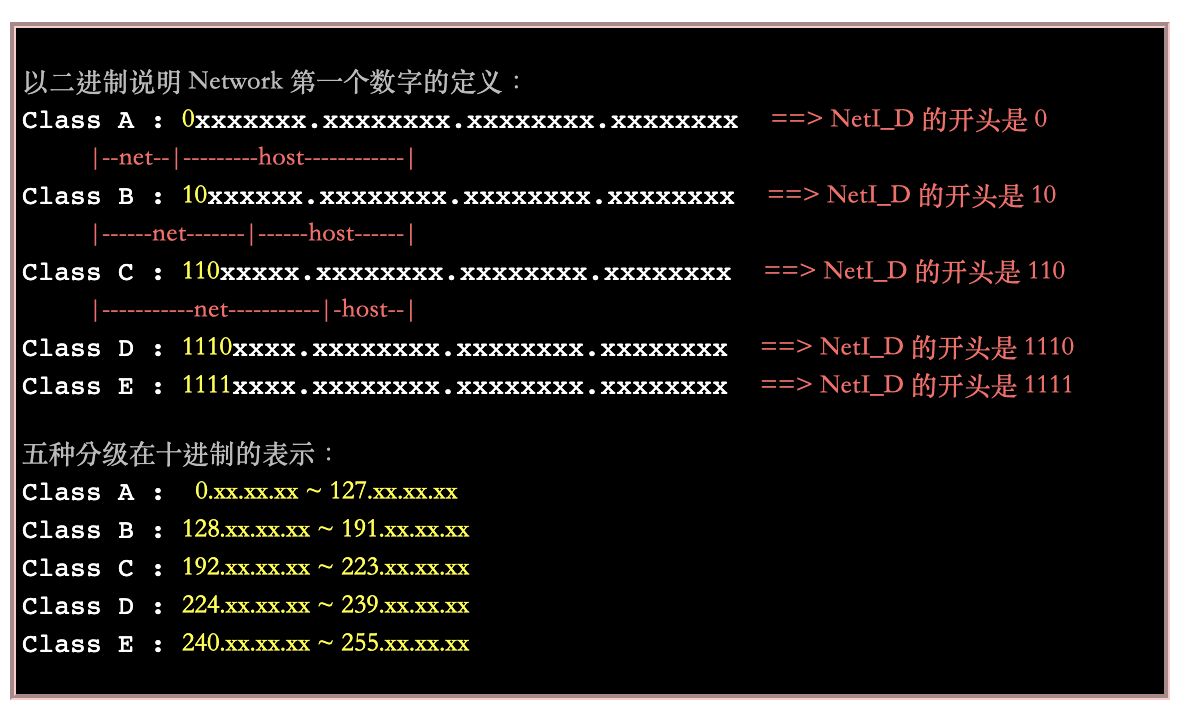 以二进制说明 Network 第一个数字的定义：
Class A : 0xxxxxxx.xxxxxxxx.xxxxxxxx.xxxxxxxx ==> NetI_D 的开头是 0
|--net--|---------host------------|
Class B : 10xxxxxx.xxxxxxxx.xxxxxxxx.xxxxxxxx ==> NetI_D 的开头是 10
|------net-------|------host------|
Class C : 110xxxxx.xxxxxxxx.xxxxxxxx.xxxxxxxx ==> NetI_D 的开头是 110
|-----------net-----------|-host--|
Class D : 1110xxxx.xxxxxxxx.xxxxxxxx.xxxxxxxx ==> NetI_D 的开头是 1110
Class E : 1111xxxx.xxxxxxxx.xxxxxxxx.xxxxxxxx ==> NetI_D 的开头是 1111
五种分级在十进制的表示：
Class A : 0.xx.xx.xx ~ 127.xx.xx.xx
Class B : 128.xx.xx.xx ~ 191.xx.xx.xx
Class C : 192.xx.xx.xx ~ 223.xx.xx.xx
Class D : 224.xx.xx.xx ~ 239.xx.xx.xx
Class E : 240.xx.xx.xx ~ 255.xx.xx.xx